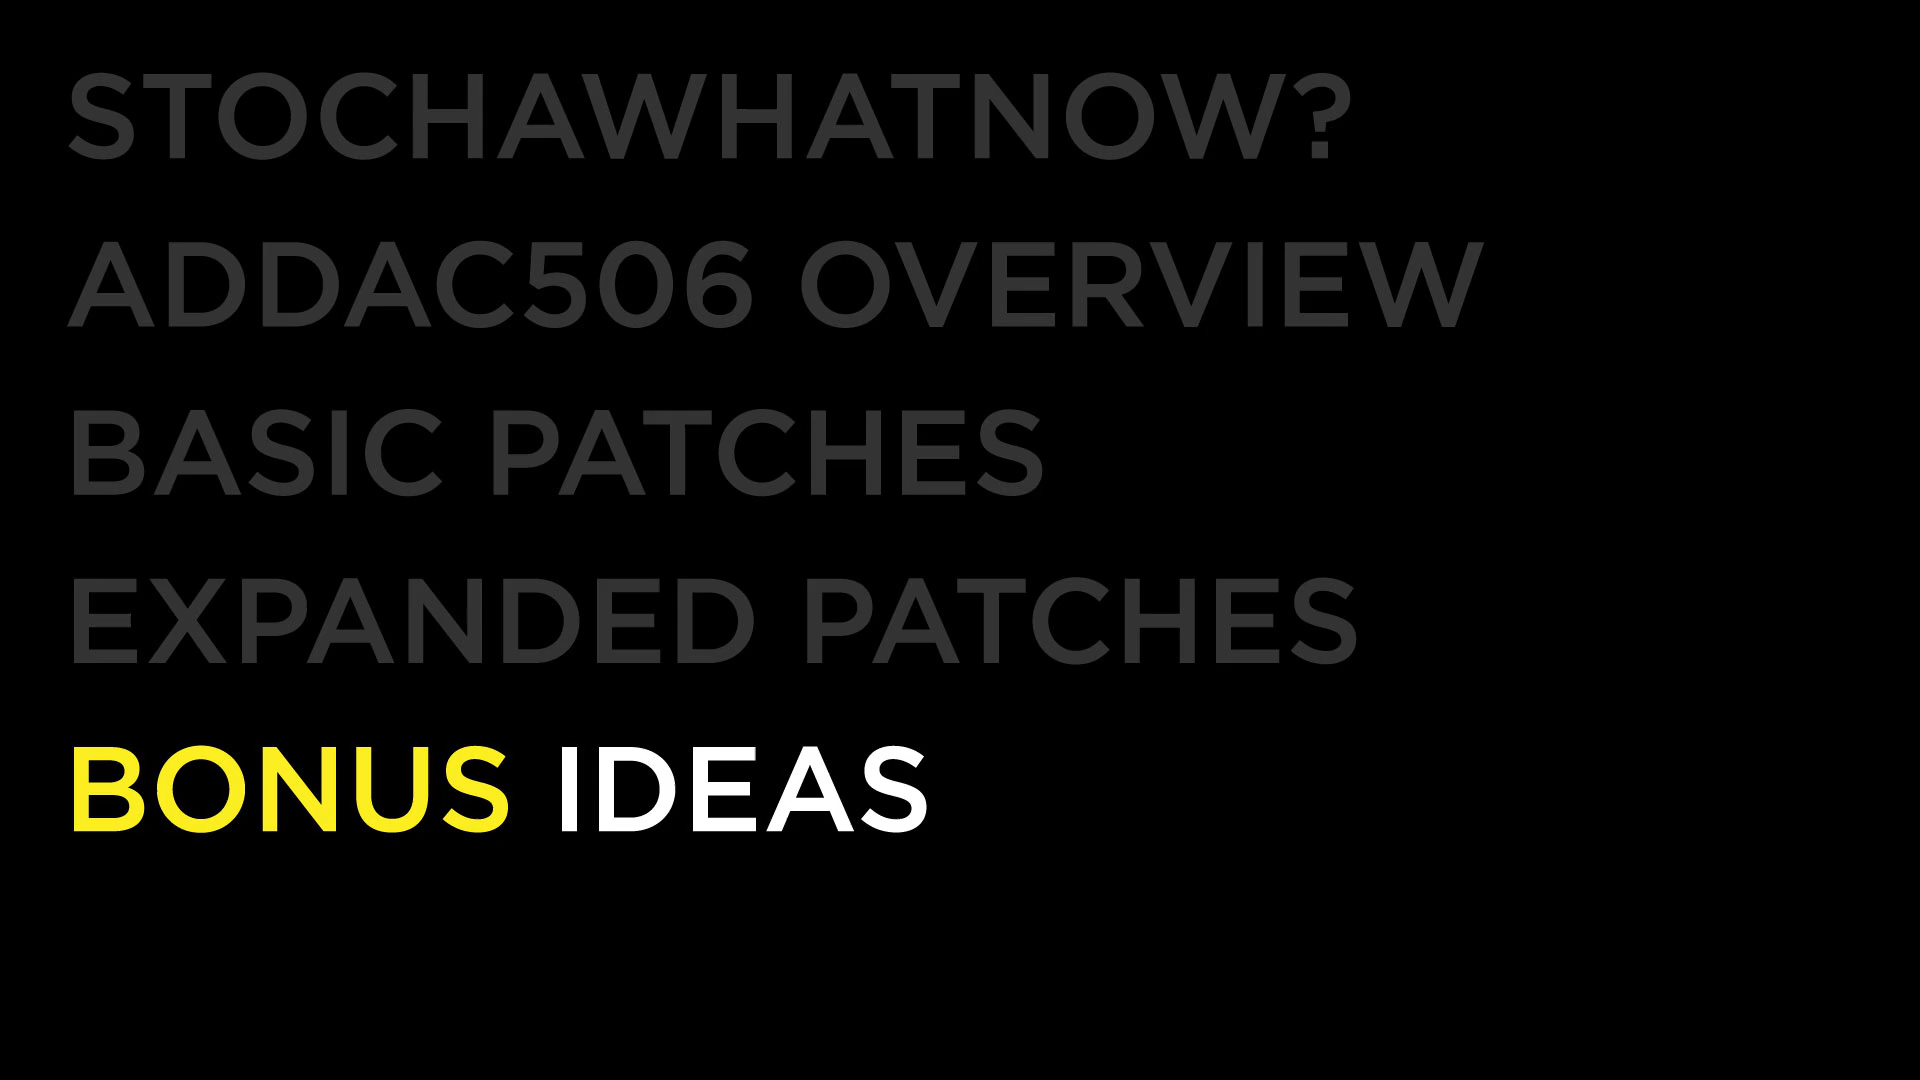 STOCHAWHATNOW?
ADDAC506 OVERVIEW
BASIC PATCHES
EXPANDED PATCHES
BONUS IDEAS